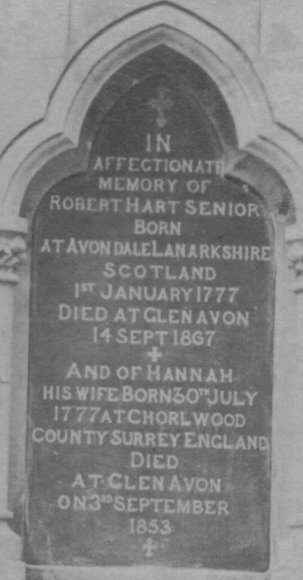 IN
AFFECTIONATE
MEMORY OF
ROBERT HART SENIOR
BORN
AT AVONDALE LANARKSHIRE
SCOTLAND
1ST JANUARY 1777
DIED AT GLEN AVON
14 SEPT 1867
AND OF HANNAH
HIS WIFE BORN 30TH JULY
1777 AT CHORLWOOD
COUNTY SURREY ENGLAND
DIED
AT GLEN AVON
ON 3RD SEPTEMBER
1853